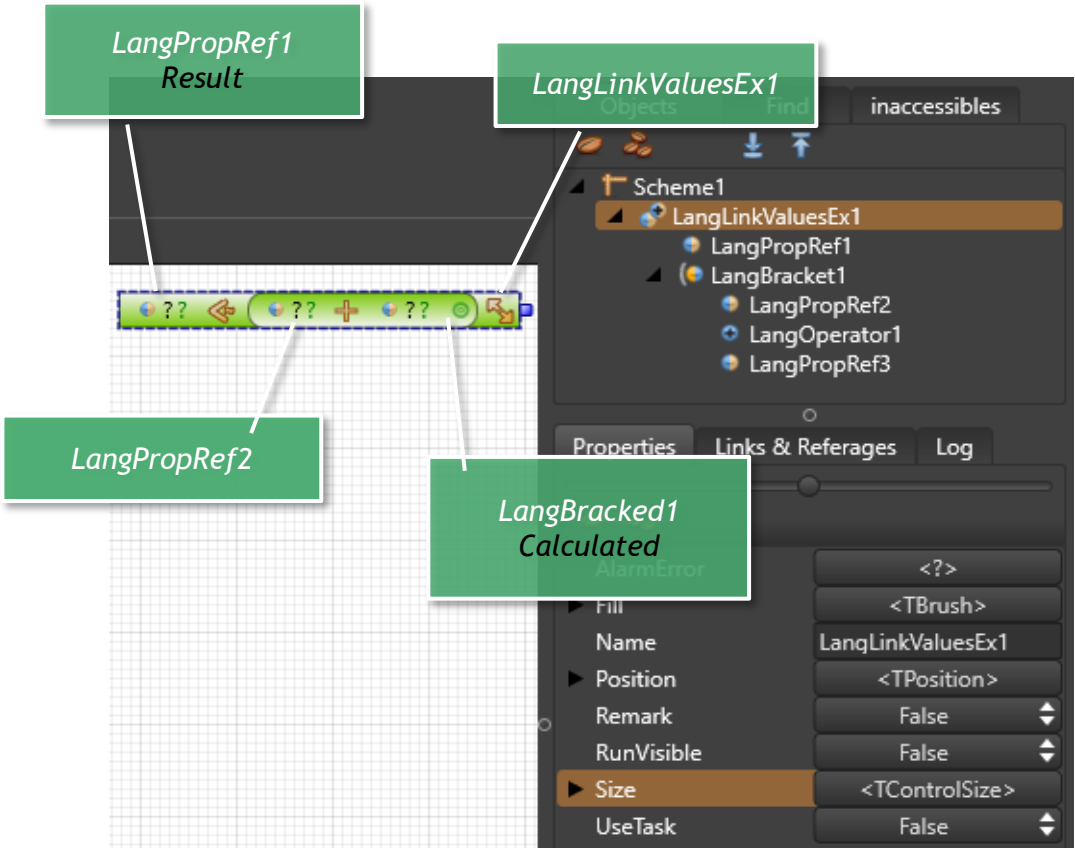 LangPropRef1
Result
LangLinkValuesEx1
Objects
Find
inaccessibles
Scheme1
LangLinkValuesEx1
LangPropRef1
LangBracket1
LangPropRef2
LangOperator1
LangPropRef3
?? ?? ??
LangPropRef2
Properties
Links & Referages
Log
LangBracked1
Calculated
AlarmError
<?>
Fill
<TBrush>
Name
LangLinkValuesEx1
Position
<TPosition>
Remark
False
RunVisible
False
Size
<TControlSize>
UseTask
False